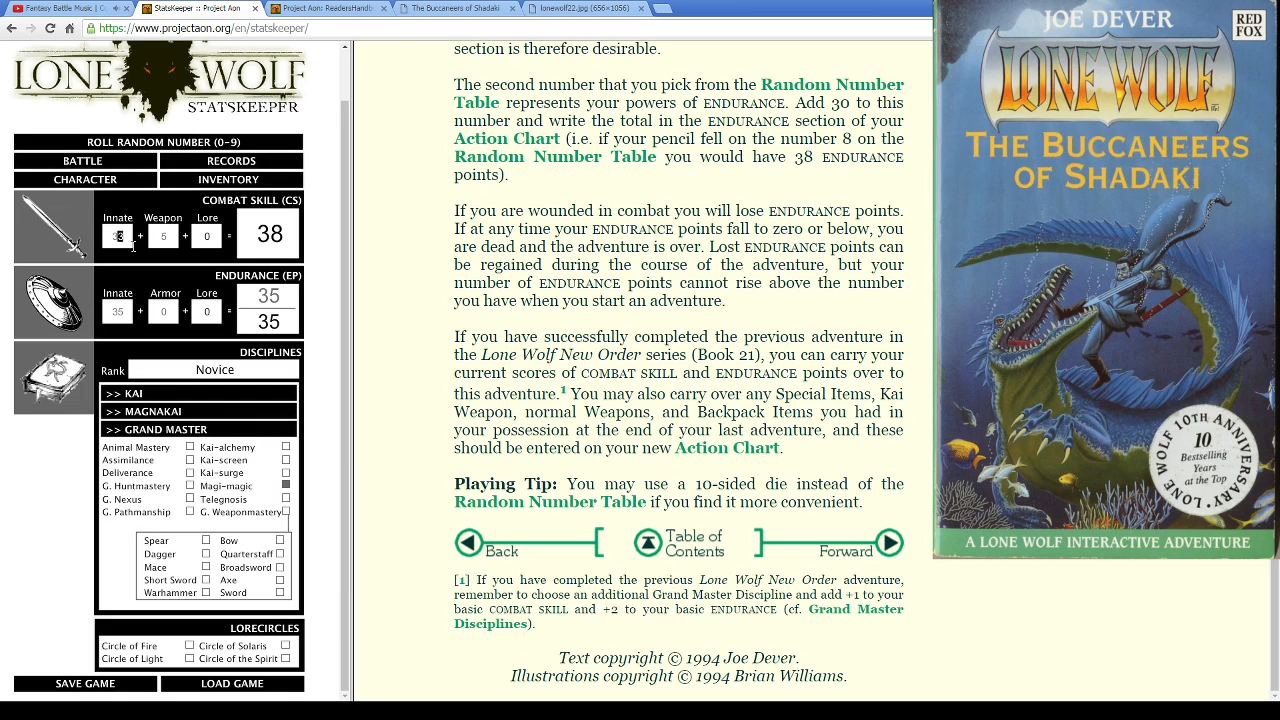 Fantasy Battle Music | C
StatsKeeper :: Project Aon
Project Aon: ReadersHandb
The Buccaneers of Shadaki
lonewolf22.jpg (656×1056)
https://www.projectaon.org/en/statskeeper/
LONE WOLF
STATSKEEPER
ROLL RANDOM NUMBER (0-9)
BATTLE RECORDS
CHARACTER INVENTORY
COMBAT SKILL (CS)
Innate Weapon Lore
33 + 5 + 0 = 38
ENDURANCE (EP)
Innate Armor Lore
35 + 0 + 0 = 35
35
DISCIPLINES
Rank Novice
>> KAI
>> MAGNAKAI
>> GRAND MASTER
Animal Mastery Kai-alchemy
Assimilance Kai-screen
Deliverance Kai-surge
G. Huntmastery Magi-magic
G. Nexus Telegnosis
G. Pathmanship G. Weaponmastery
Spear Bow
Dagger Quarterstaff
Mace Broadsword
Short Sword Axe
Warhammer Sword
LORECIRCLES
Circle of Fire Circle of Solaris
Circle of Light Circle of the Spirit
SAVE GAME LOAD GAME
section is therefore desirable.
The second number that you pick from the Random Number
Table represents your powers of ENDURANCE. Add 30 to this
number and write the total in the ENDURANCE section of your
Action Chart (i.e. if your pencil fell on the number 8 on the
Random Number Table you would have 38 ENDURANCE
points).
If you are wounded in combat you will lose ENDURANCE points.
If at any time your ENDURANCE points fall to zero or below, you
are dead and the adventure is over. Lost ENDURANCE points can
be regained during the course of the adventure, but your
number of ENDURANCE points cannot rise above the number
you have when you start an adventure.
If you have successfully completed the previous adventure in
the Lone Wolf New Order series (Book 21), you can carry your
current scores of COMBAT SKILL and ENDURANCE points over to
this adventure.1 You may also carry over any Special Items, Kai
Weapon, normal Weapons, and Backpack Items you had in
your possession at the end of your last adventure, and these
should be entered on your new Action Chart.
Playing Tip: You may use a 10-sided die instead of the
Random Number Table if you find it more convenient.
Back
Table of
Contents
Forward
[1] If you have completed the previous Lone Wolf New Order adventure,
remember to choose an additional Grand Master Discipline and add +1 to your
basic COMBAT SKILL and +2 to your basic ENDURANCE (cf. Grand Master
Disciplines).
Text copyright © 1994 Joe Dever.
Illustrations copyright © 1994 Brian Williams.
JOE DEVER
RED
FOX
LONE WOLF
THE BUCCANEERS
OF SHADAKI
LONE WOLF 10TH ANNIVERSARY
10
Bestselling
Years
at the Top
A LONE WOLF INTERACTIVE ADVENTURE